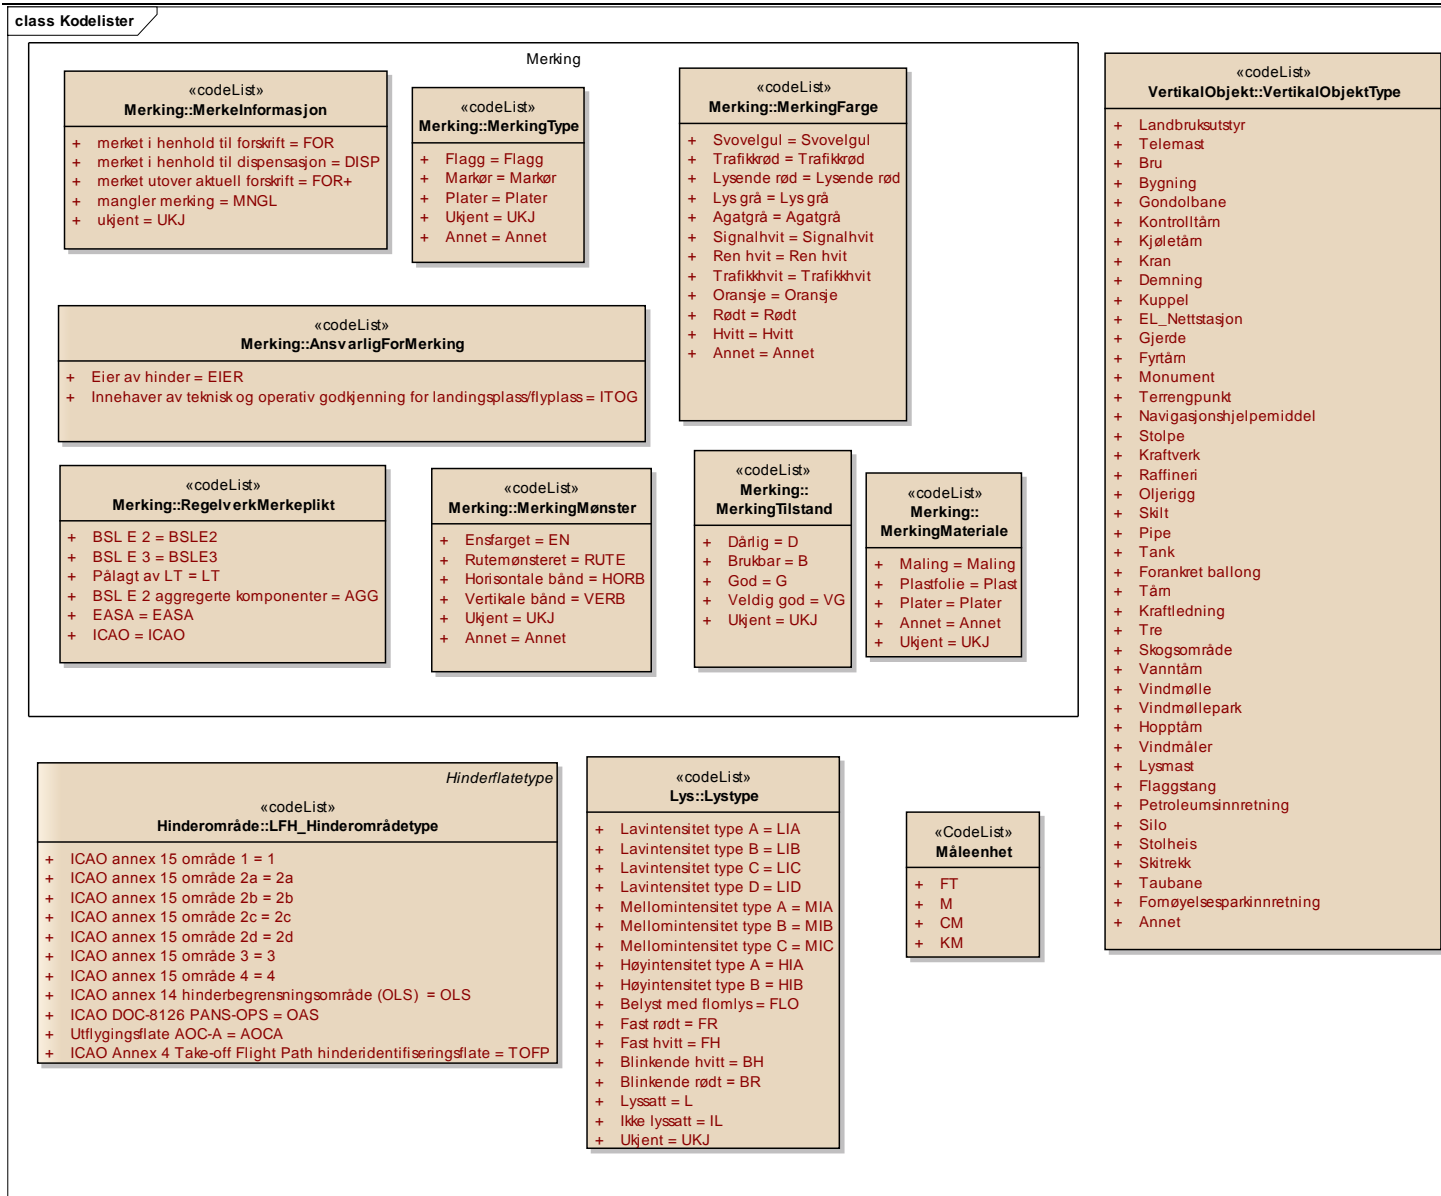 class Kodelister
Merking
«codeList»
Merking::MerkeInformasjon
+ merket i henhold til forskrift = FOR
+ merket i henhold til dispensasjon = DISP
+ merket utover aktuell forskrift = FOR+
+ mangler merking = MNGL
+ ukjent = UKJ
«codeList»
Merking::MerkingType
+ Flagg = Flagg
+ Markør = Markør
+ Plater = Plater
+ Ukjent = UKJ
+ Annet = Annet
«codeList»
Merking::MerkingFarge
+ Svovelgul = Svovelgul
+ Trafikkrød = Trafikkrød
+ Lysende rød = Lysende rød
+ Lys grå = Lys grå
+ Agatgrå = Agatgrå
+ Signalhvit = Signalhvit
+ Ren hvit = Ren hvit
+ Trafikkhvit = Trafikkhvit
+ Oransje = Oransje
+ Rødt = Rødt
+ Hvitt = Hvitt
+ Annet = Annet
«codeList»
Merking::AnsvarligForMerking
+ Eier av hinder = EIER
+ Innehaver av teknisk og operativ godkjenning for landingsplass/flyplass = ITOG
«codeList»
Merking::RegelverkMerkeplikt
+ BSL E 2 = BSLE2
+ BSL E 3 = BSLE3
+ Pålagt av LT = LT
+ BSL E 2 aggregerte komponenter = AGG
+ EASA = EASA
+ ICAO = ICAO
«codeList»
Merking::MerkingMønster
+ Ensfarget = EN
+ Rutemønsteret = RUTE
+ Horisontale bånd = HORB
+ Vertikale bånd = VERB
+ Ukjent = UKJ
+ Annet = Annet
«codeList»
Merking::
MerkingTilstand
+ Dårlig = D
+ Brukbar = B
+ God = G
+ Veldig god = VG
+ Ukjent = UKJ
«codeList»
Merking::
MerkingMateriale
+ Maling = Maling
+ Plastfolie = Plast
+ Plater = Plater
+ Annet = Annet
+ Ukjent = UKJ
«codeList»
VertikalObjekt::VertikalObjektType
+ Landbruksutstyr
+ Telemast
+ Bru
+ Bygning
+ Gondolbane
+ Kontrolltårn
+ Kjøletårn
+ Kran
+ Demning
+ Kuppel
+ EL_Nettstasjon
+ Gjerde
+ Fyrtårn
+ Monument
+ Terrengpunkt
+ Navigasjonshjelpemiddel
+ Stolpe
+ Kraftverk
+ Raffineri
+ Oljerigg
+ Skilt
+ Pipe
+ Tank
+ Forankret ballong
+ Tårn
+ Kraftledning
+ Tre
+ Skogsområde
+ Vanntårn
+ Vindmølle
+ Vindmøllepark
+ Hopptårn
+ Vindmåler
+ Lysmast
+ Flaggstang
+ Petroleumsinnretning
+ Silo
+ Stolheis
+ Skitrekk
+ Taubane
+ Fornøyelsesparkinnretning
+ Annet
Hinderflatetype
«codeList»
Hinderområde::LFH_Hinderområdetype
+ ICAO annex 15 område 1 = 1
+ ICAO annex 15 område 2a = 2a
+ ICAO annex 15 område 2b = 2b
+ ICAO annex 15 område 2c = 2c
+ ICAO annex 15 område 2d = 2d
+ ICAO annex 15 område 3 = 3
+ ICAO annex 15 område 4 = 4
+ ICAO annex 14 hinderbegrensningsområde (OLS) = OLS
+ ICAO DOC-8126 PANS-OPS = OAS
+ Utflygingsflate AOC-A = AOCA
+ ICAO Annex 4 Take-off Flight Path hinderidentifiseringsflate = TOFP
«codeList»
Lys::Lystype
+ Lavintensitet type A = LIA
+ Lavintensitet type B = LIB
+ Lavintensitet type C = LIC
+ Lavintensitet type D = LID
+ Mellomintensitet type A = MIA
+ Mellomintensitet type B = MIB
+ Mellomintensitet type C = MIC
+ Høyintensitet type A = HIA
+ Høyintensitet type B = HIB
+ Belyst med flomlys = FLO
+ Fast rødt = FR
+ Fast hvitt = FH
+ Blinkende hvitt = BH
+ Blinkende rødt = BR
+ Lyssatt = L
+ Ikke lyssatt = IL
+ Ukjent = UKJ
«CodeList»
Måleenhet
+ FT
+ M
+ CM
+ KM